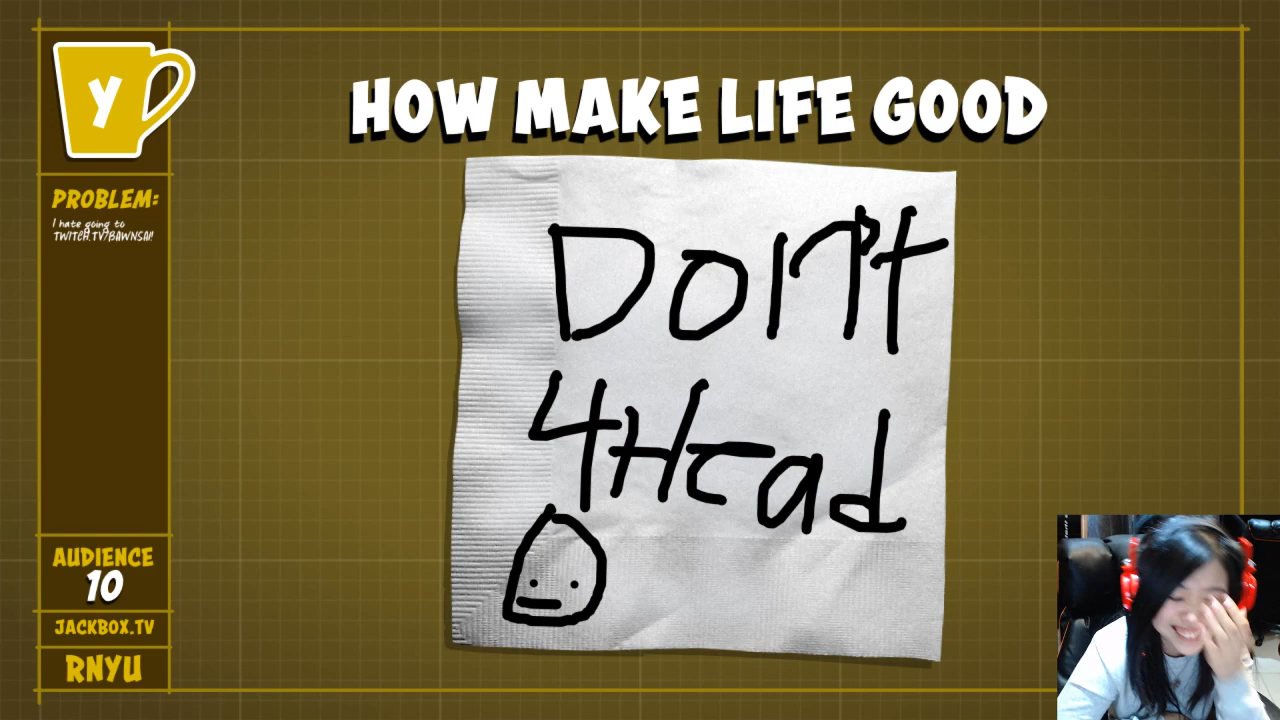 Y
HOW MAKE LIFE GOOD
PROBLEM:
I hate going to
TWITCH.TV/BAWNSAI!
Don't
4Head
AUDIENCE
10
JACKBOX.TV
RNYU